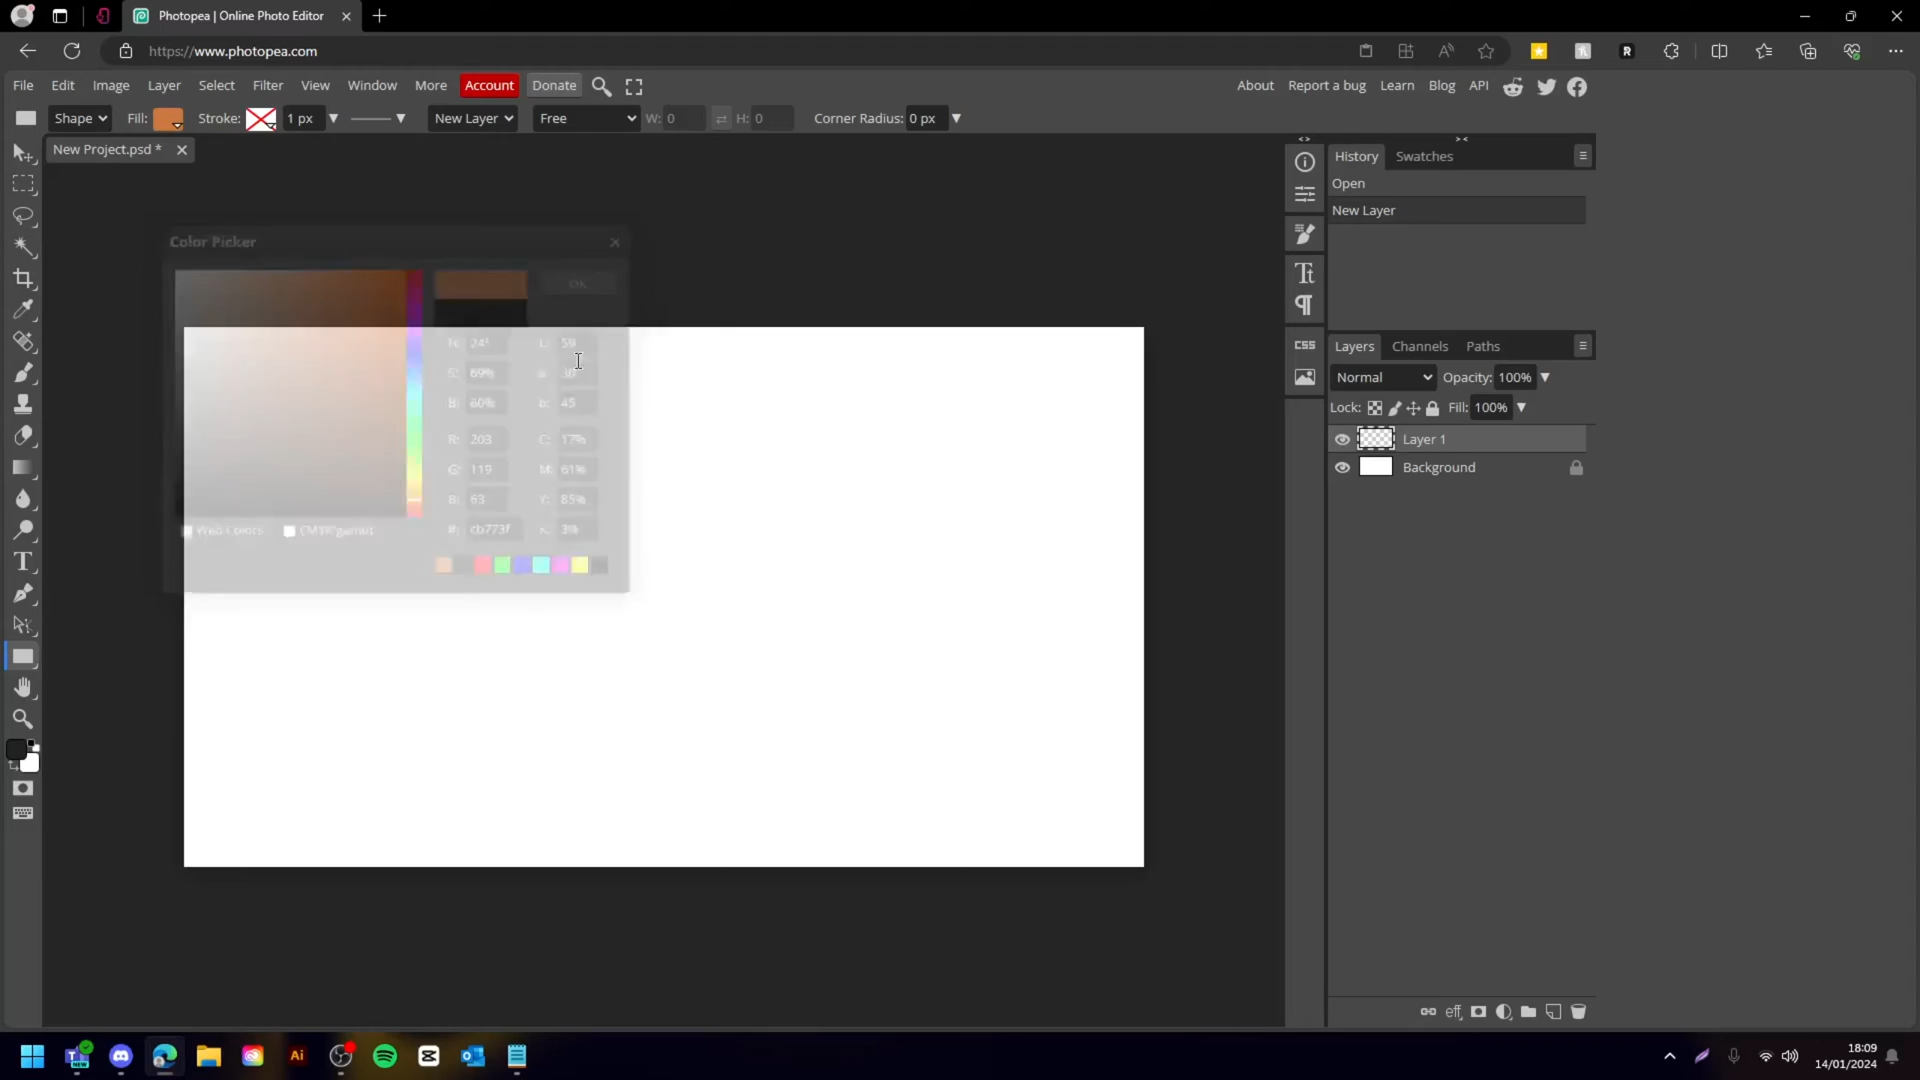 Photopea | Online Photo Editor
https://www.photopea.com
File Edit Image Layer Select Filter View Window More Account Donate About Report a bug Learn Blog API
Shape Fill: Stroke: 1 px New Layer Free W: 0 H: 0 Corner Radius: 0 px
New Project.psd *
History Swatches
Open
New Layer
Color Picker
OK
L: 59
S: 69%
B: 80% b: 45
R: 203 C: 17%
G: 119 M: 61%
B: 63 Y: 85%
#: cb773f K: 3%
Web Colors CMYK gamut
CSS
Layers Channels Paths
Normal Opacity: 100%
Lock: Fill: 100%
Layer 1
Background
eff
NEW
Ai
18:09
14/01/2024